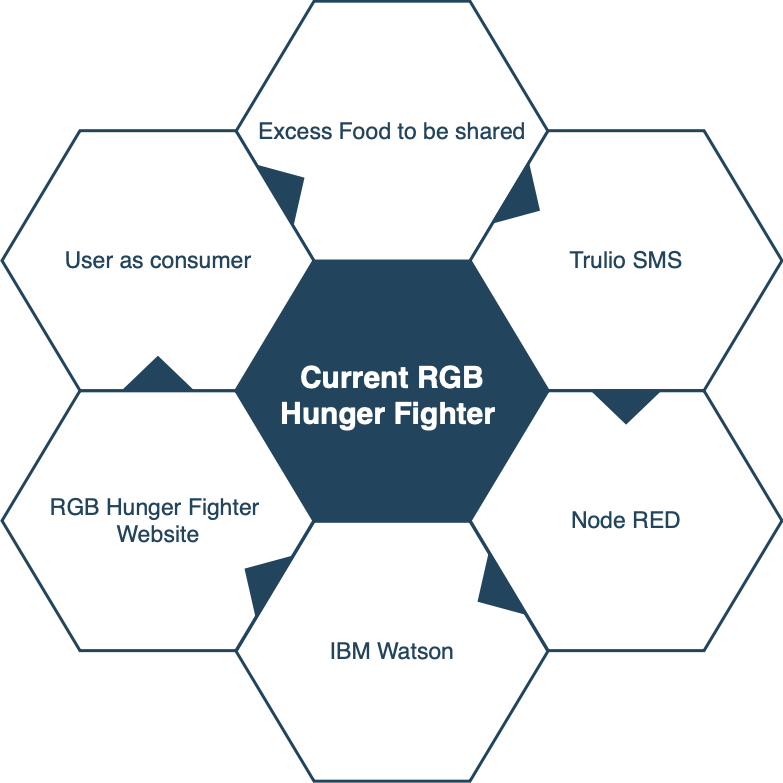 Excess Food to be shared
User as consumer
Trulio SMS
Current RGB
Hunger Fighter
RGB Hunger Fighter
Website
Node RED
IBM Watson